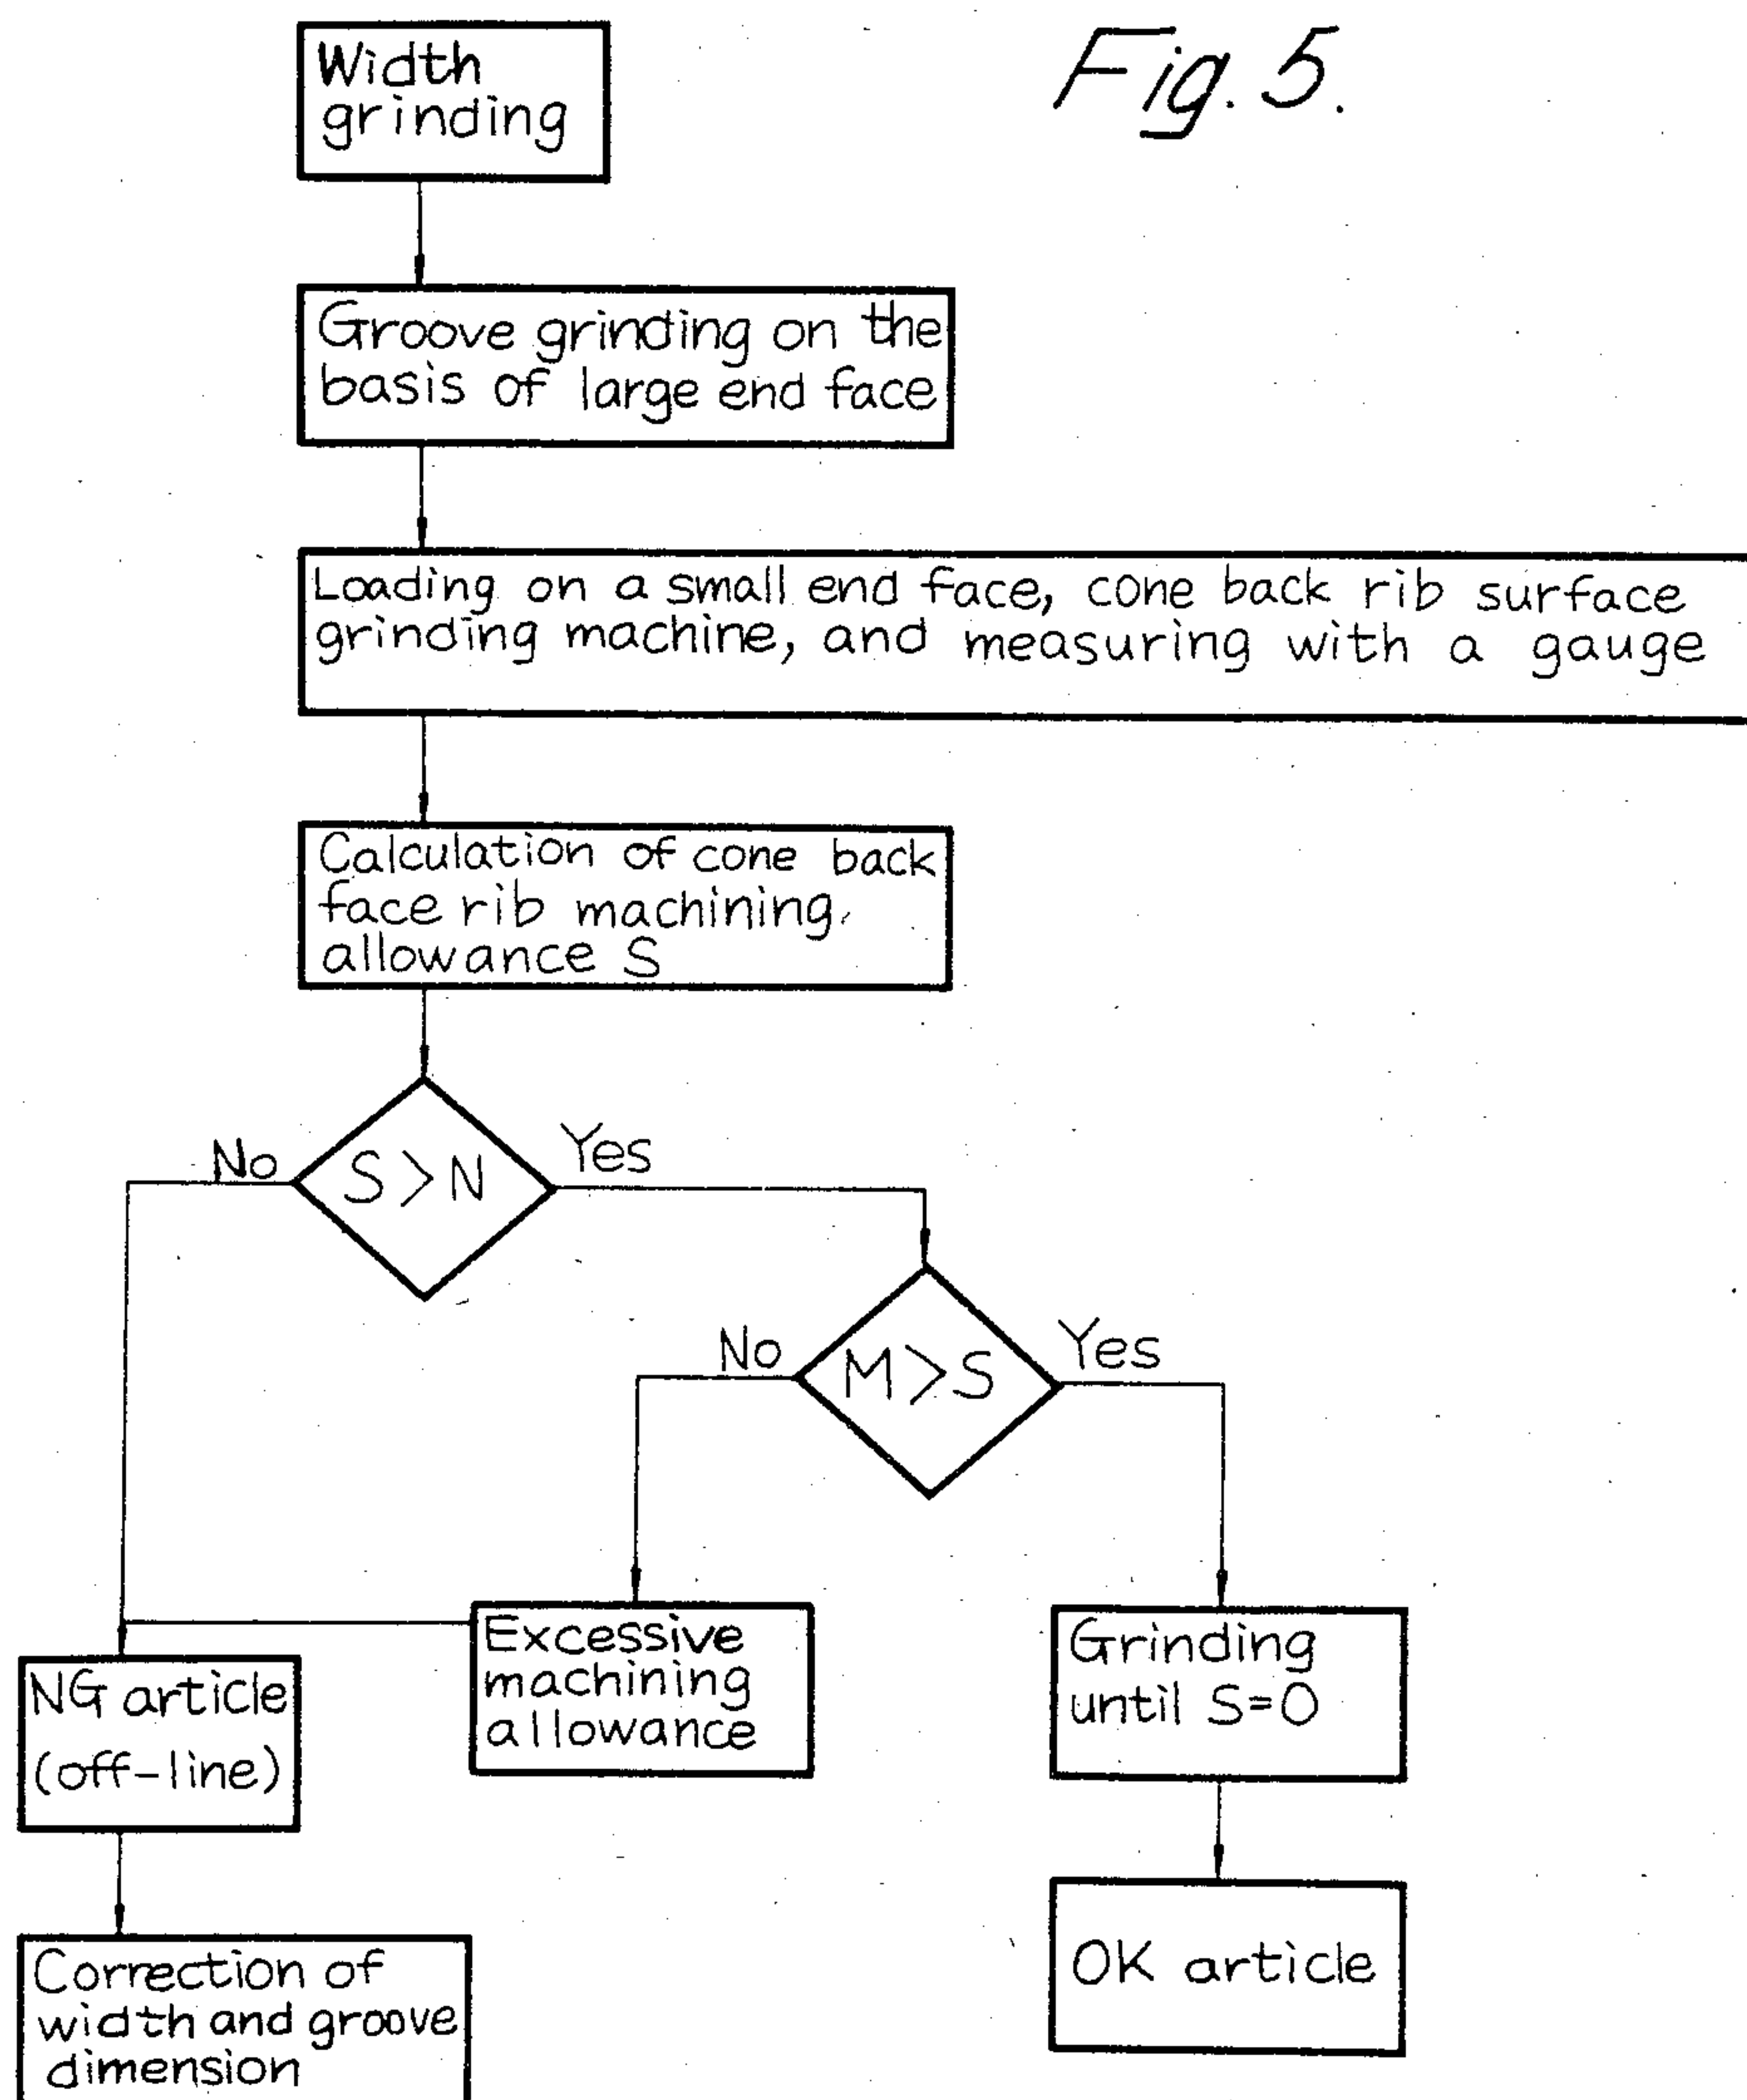 Fig. 5.
Width
grinding
Groove grinding on the
basis of large end face
Loading on a small end face, cone back rib surface
grinding machine, and measuring with a gauge
Calculation of cone back
face rib machining
allowance S
No
S>N
Yes
No
M>S
Yes
Excessive
machining
allowance
Grinding
until S=0
NG article
(off-line)
OK article
Correction of
width and groove
dimension